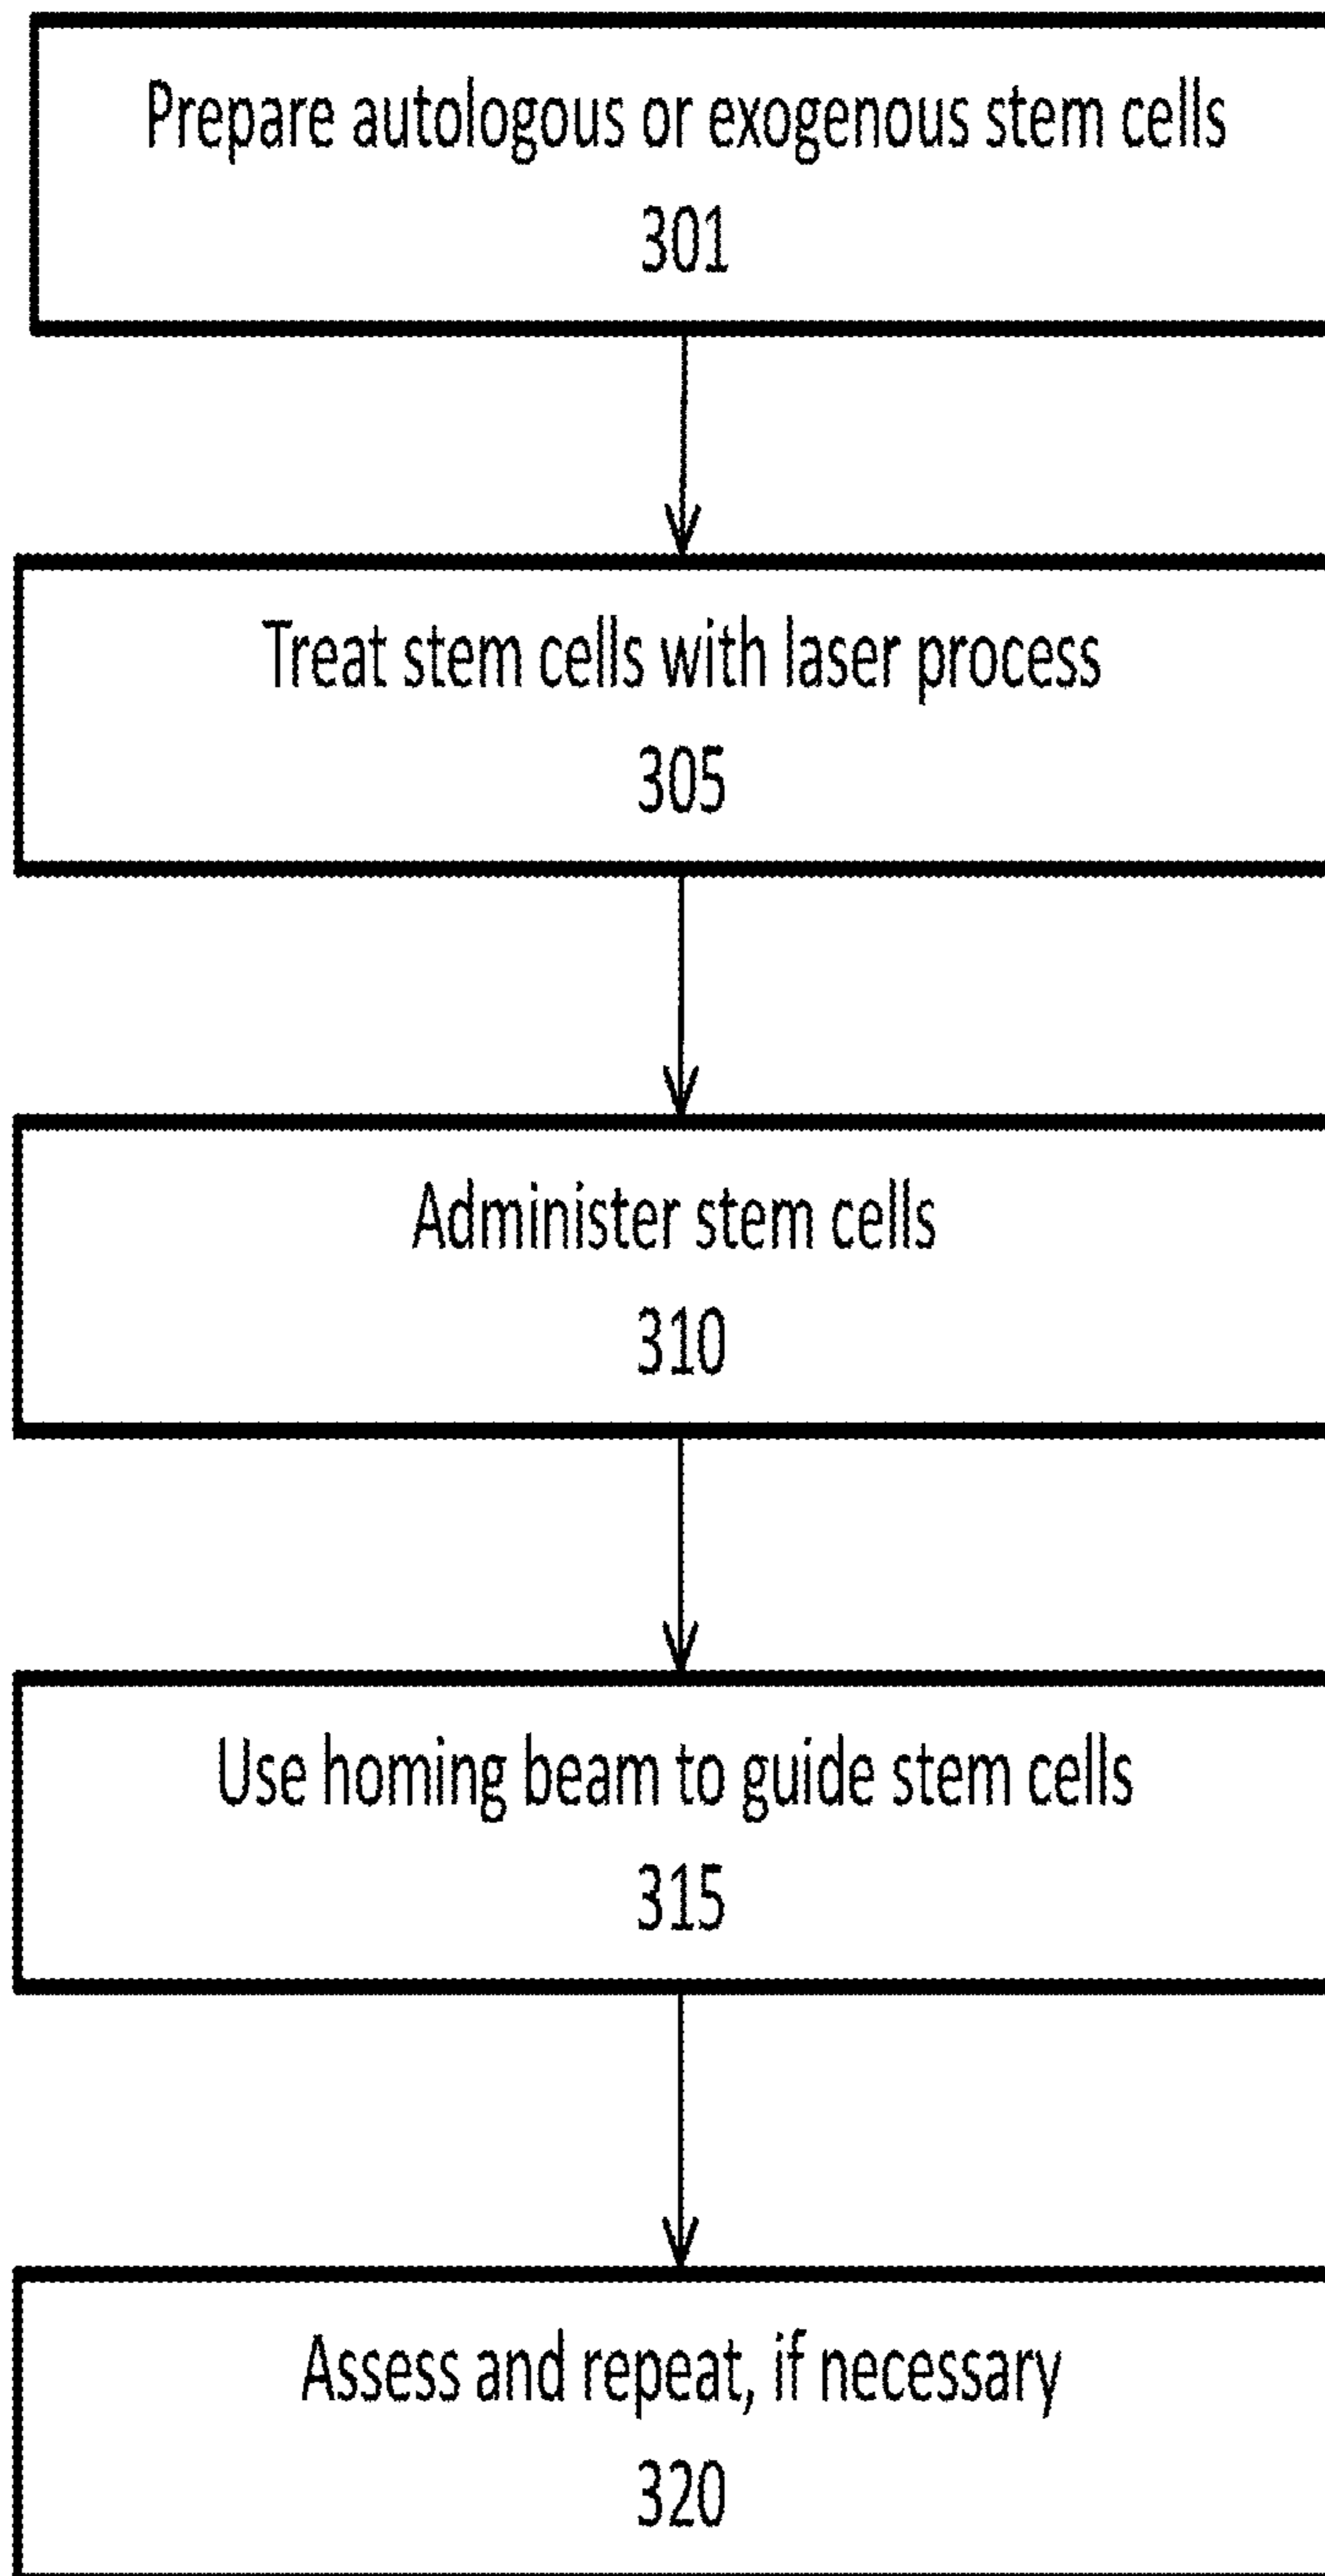 Prepare autologous or exogenous stem cells
301
Treat stem cells with laser process
305
Administer stem cells
310
Use homing beam to guide stem cells
315
Assess and repeat, if necessary
320